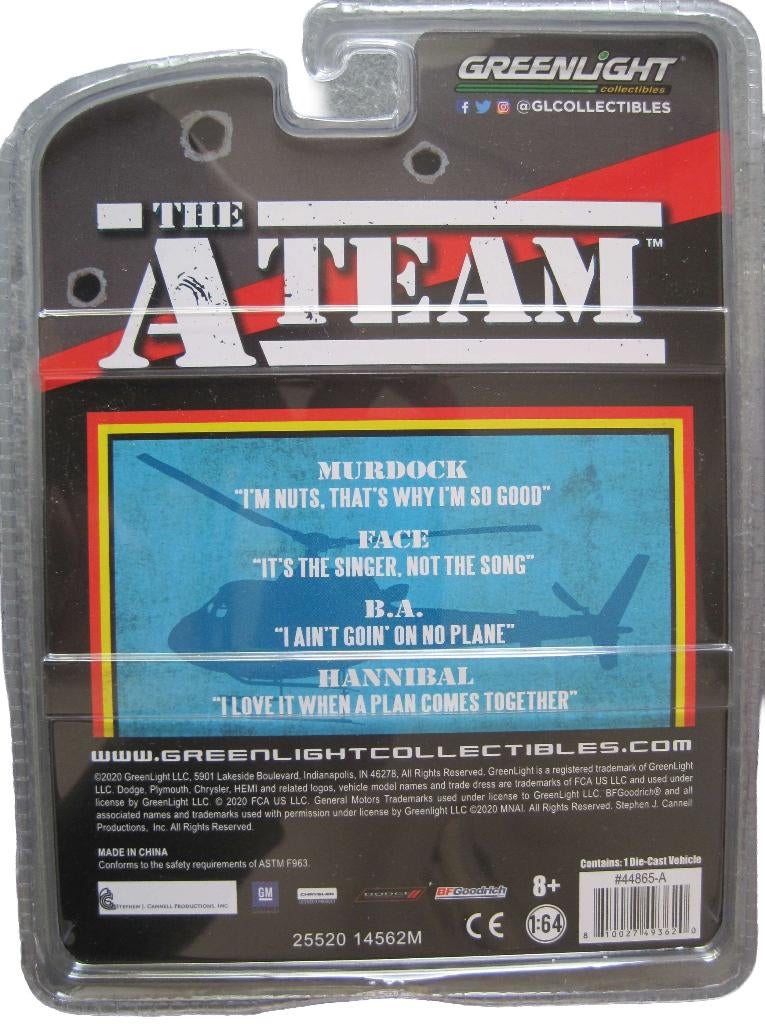 GREENLIGHT®
collectibles
@GLCOLLECTIBLES
THE
A TEAM™
MURDOCK
"I'M NUTS, THAT'S WHY I'M SO GOOD"
FACE
"IT'S THE SINGER, NOT THE SONG"
B.A.
"I AIN'T GOIN' ON NO PLANE"
HANNIBAL
"I LOVE IT WHEN A PLAN COMES TOGETHER"
WWW.GREENLIGHTCOLLECTIBLES.COM
©2020 GreenLight LLC, 5901 Lakeside Boulevard, Indianapolis, IN 46278, All Rights Reserved. GreenLight is a registered trademark of GreenLight
LLC. Dodge, Plymouth, Chrysler, HEMI and related logos, vehicle model names and trade dress are trademarks of FCA US LLC and used under
license by GreenLight LLC. © 2020 FCA US LLC. General Motors Trademarks used under license to GreenLight LLC. BFGoodrich® and all
associated names and trademarks used with permission under license by Greenlight LLC ©2020 MNAI. All Rights Reserved. Stephen J. Cannell
Productions, Inc. All Rights Reserved.
MADE IN CHINA
Conforms to the safety requirements of ASTM F963.
Contains: 1 Die-Cast Vehicle
STEPHEN J. CANNELL PRODUCTIONS, INC.
GM
CHRYSLER
DODGE
BFGoodrich
8+
#44865-A
CE
1:64
8 10027 49362 0
25520 14562M